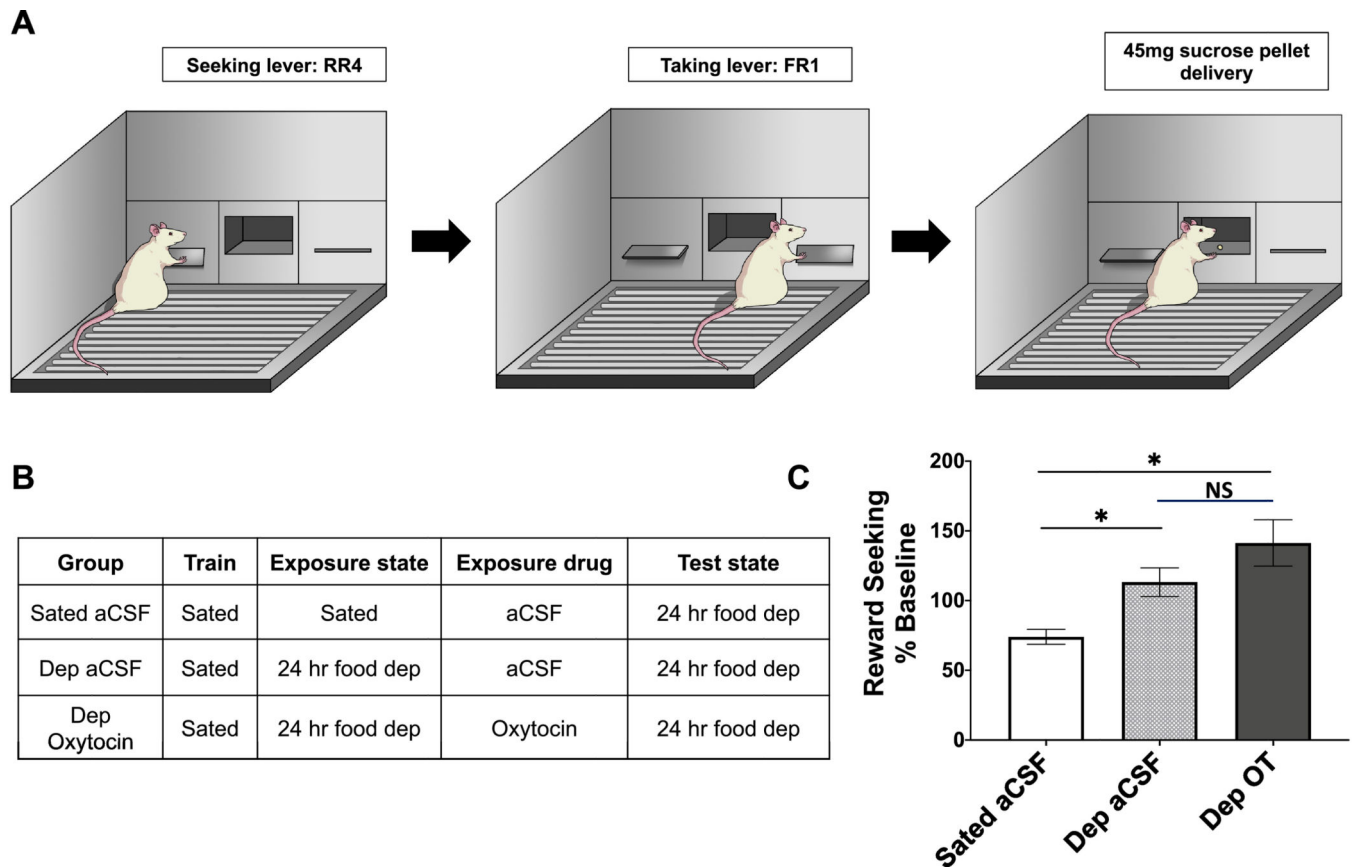 A
Seeking lever: RR4
Taking lever: FR1
45mg sucrose pellet
delivery
B
Group Train Exposure state Exposure drug Test state
Sated aCSF Sated Sated aCSF 24 hr food dep
Dep aCSF Sated 24 hr food dep aCSF 24 hr food dep
Dep
Oxytocin Sated 24 hr food dep Oxytocin 24 hr food dep
C
Reward Seeking
% Baseline
200
150
100
50
0
*
NS
*
Sated aCSF
Dep aCSF
Dep OT